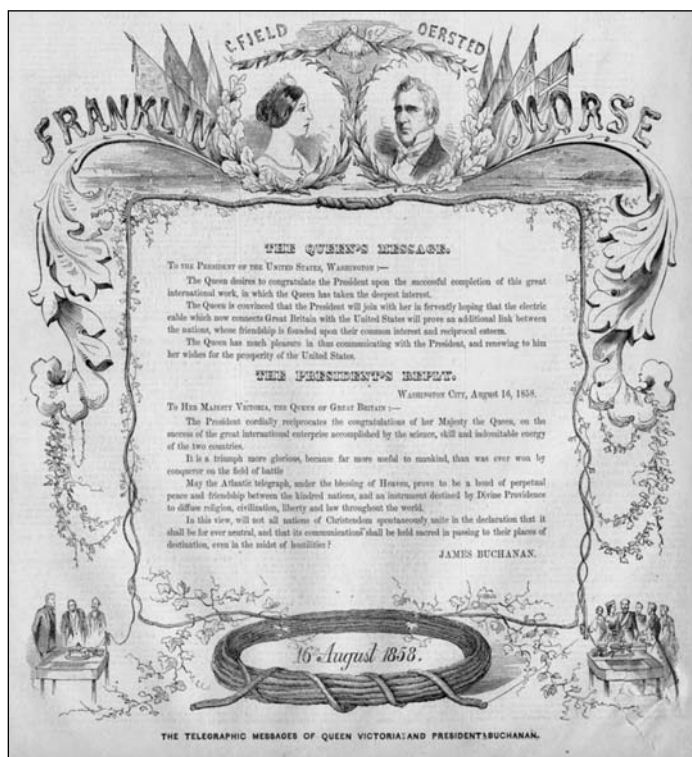 C. FIELD OERSTED
FRANKLIN MORSE
THE QUEEN'S MESSAGE.
TO THE PRESIDENT OF THE UNITED STATES, WASHINGTON :—
The Queen desires to congratulate the President upon the successful completion of this great
international work, in which the Queen has taken the deepest interest.
The Queen is convinced that the President will join with her in fervently hoping that the electric
cable which now connects Great Britain with the United States will prove an additional link between
the nations, whose friendship is founded upon their common interest and reciprocal esteem.
The Queen has much pleasure in thus communicating with the President, and renewing to him
her wishes for the prosperity of the United States.
THE PRESIDENT'S REPLY.
WASHINGTON CITY, August 16, 1858.
TO HER MAJESTY VICTORIA, THE QUEEN OF GREAT BRITAIN :—
The President cordially reciprocates the congratulations of her Majesty the Queen, on the
success of the great international enterprise accomplished by the science, skill and indomitable energy
of the two countries.
It is a triumph more glorious, because far more useful to mankind, than was ever won by
conqueror on the field of battle
May the Atlantic telegraph, under the blessing of Heaven, prove to be a bond of perpetual
peace and friendship between the kindred nations, and an instrument destined by Divine Providence
to diffuse religion, civilization, liberty and law throughout the world.
In this view, will not all nations of Christendom spontaneously unite in the declaration that it
shall be for ever neutral, and that its communications shall be held sacred in passing to their places of
destination, even in the midst of hostilities ?
JAMES BUCHANAN.
16 August 1858.
THE TELEGRAPHIC MESSAGES OF QUEEN VICTORIA AND PRESIDENT BUCHANAN.